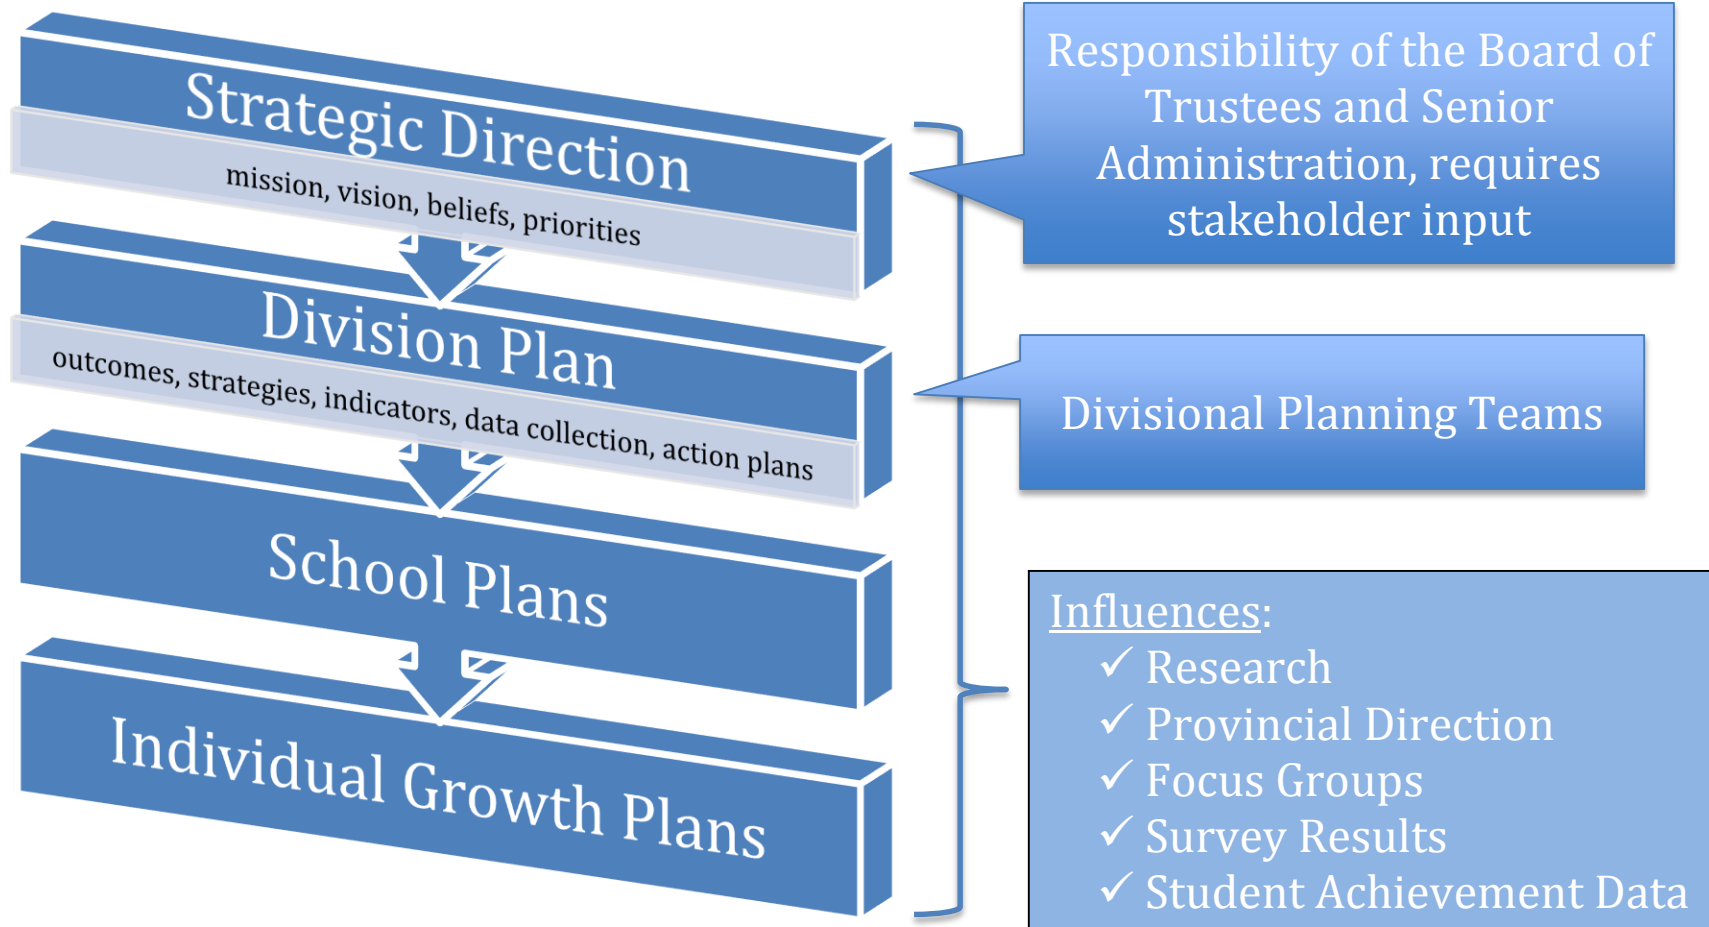 Strategic Direction
mission, vision, beliefs, priorities
Division Plan
outcomes, strategies, indicators, data collection, action plans
School Plans
Individual Growth Plans
Responsibility of the Board of
Trustees and Senior
Administration, requires
stakeholder input
Divisional Planning Teams
Influences:
✓ Research
✓ Provincial Direction
✓ Focus Groups
✓ Survey Results
✓ Student Achievement Data